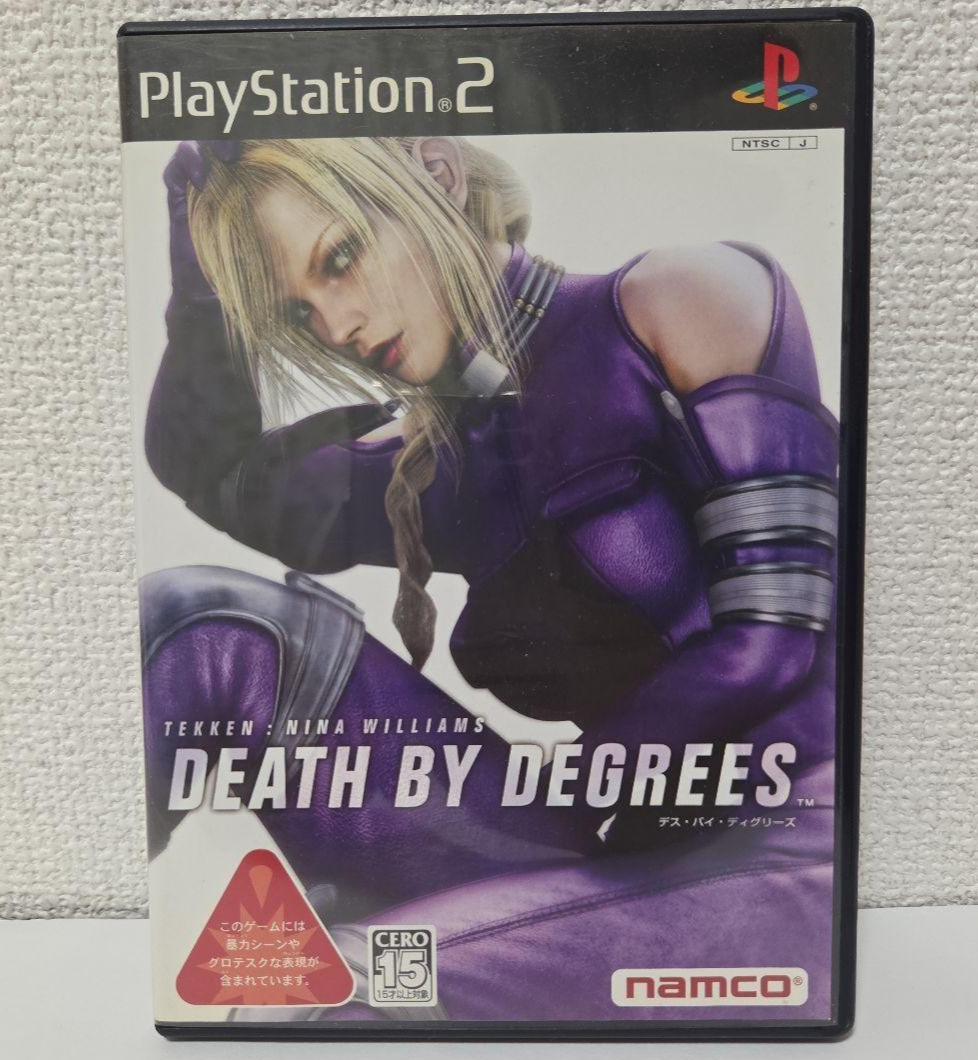 PlayStation®2
NTSC J
TEKKEN : NINA WILLIAMS
DEATH BY DEGREES™
デス・バイ・ディグリーズ
このゲームには
暴力シーンや
グロテスクな表現が
含まれています。
CERO
15
15才以上対象
namco®